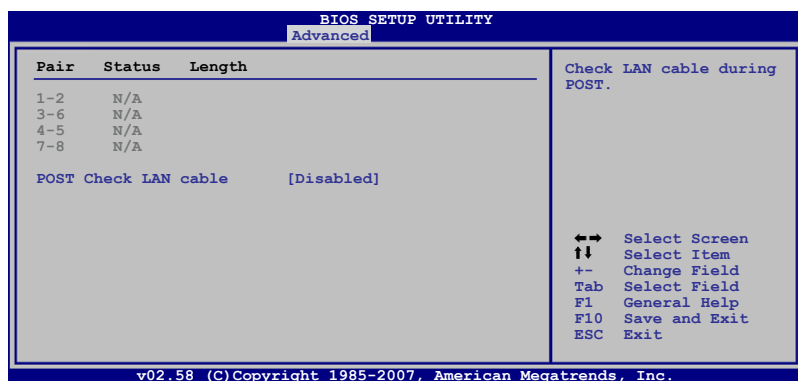 BIOS SETUP UTILITY
Advanced
Pair Status Length
1-2 N/A
3-6 N/A
4-5 N/A
7-8 N/A
POST Check LAN cable [Disabled]
Check LAN cable during
POST.
←→ Select Screen
↑↓ Select Item
+- Change Field
Tab Select Field
F1 General Help
F10 Save and Exit
ESC Exit
v02.58 (C)Copyright 1985-2007, American Megatrends, Inc.